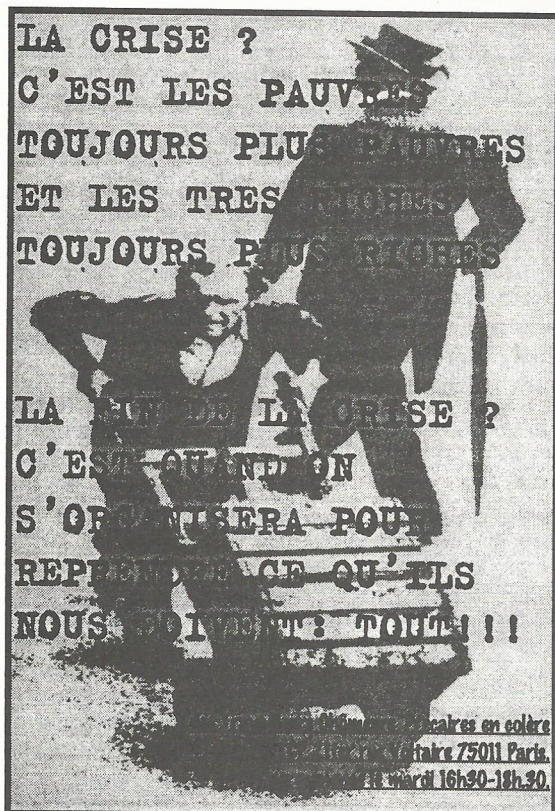 LA CRISE ?
C'EST LES PAUVRES
TOUJOURS PLUS PAUVRES
ET LES TRES RICHES
TOUJOURS PLUS RICHES
LA FIN DE LA CRISE ?
C'EST QUAND ON
S'ORGANISERA POUR
REPRENDRE CE QU'ILS
NOUS DOIVENT: TOUT!!!
en colère
75011 Paris.
mardi 16h30-18h.30.